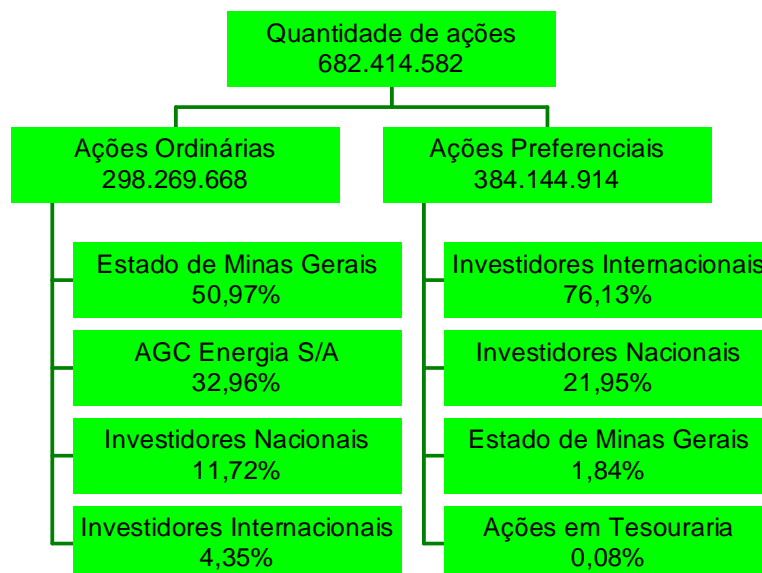 Quantidade de ações
682.414.582
Ações Ordinárias
298.269.668
Estado de Minas Gerais
50,97%
AGC Energia S/A
32,96%
Investidores Nacionais
11,72%
Investidores Internacionais
4,35%
Ações Preferenciais
384.144.914
Investidores Internacionais
76,13%
Investidores Nacionais
21,95%
Estado de Minas Gerais
1,84%
Ações em Tesouraria
0,08%